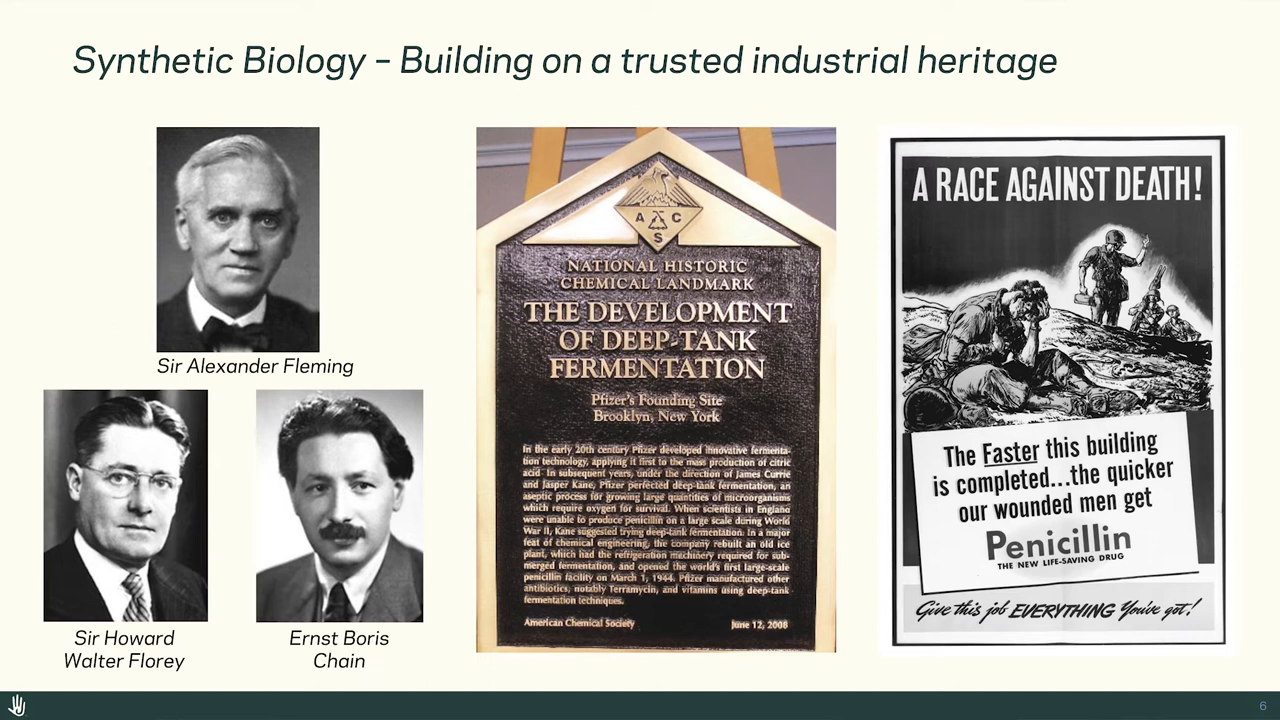 Synthetic Biology – Building on a trusted industrial heritage
Sir Alexander Fleming
Sir Howard
Walter Florey
Ernst Boris
Chain
A C
S
NATIONAL HISTORIC
CHEMICAL LANDMARK
THE DEVELOPMENT
OF DEEP-TANK
FERMENTATION
Pfizer's Founding Site
Brooklyn, New York
In the early 20th century Pfizer developed innovative fermenta-
tion technology, applying it first to the mass production of citric
acid. In subsequent years, under the direction of James Currie
and Jasper Kane, Pfizer perfected deep-tank fermentation, an
aseptic process for growing large quantities of microorganisms
which require oxygen for survival. When scientists in England
were unable to produce penicillin on a large scale during World
War II, Kane suggested trying deep-tank fermentation. In a major
feat of chemical engineering, the company rebuilt an old ice
plant, which had the refrigeration machinery required for sub-
merged fermentation, and opened the world's first large-scale
penicillin facility on March 1, 1944. Pfizer manufactured other
antibiotics, notably Terramycin, and vitamins using deep-tank
fermentation techniques.
American Chemical Society June 12, 2008
A RACE AGAINST DEATH!
The Faster this building
is completed...the quicker
our wounded men get
Penicillin
THE NEW LIFE-SAVING DRUG
Give this job EVERYTHING You've got!
6